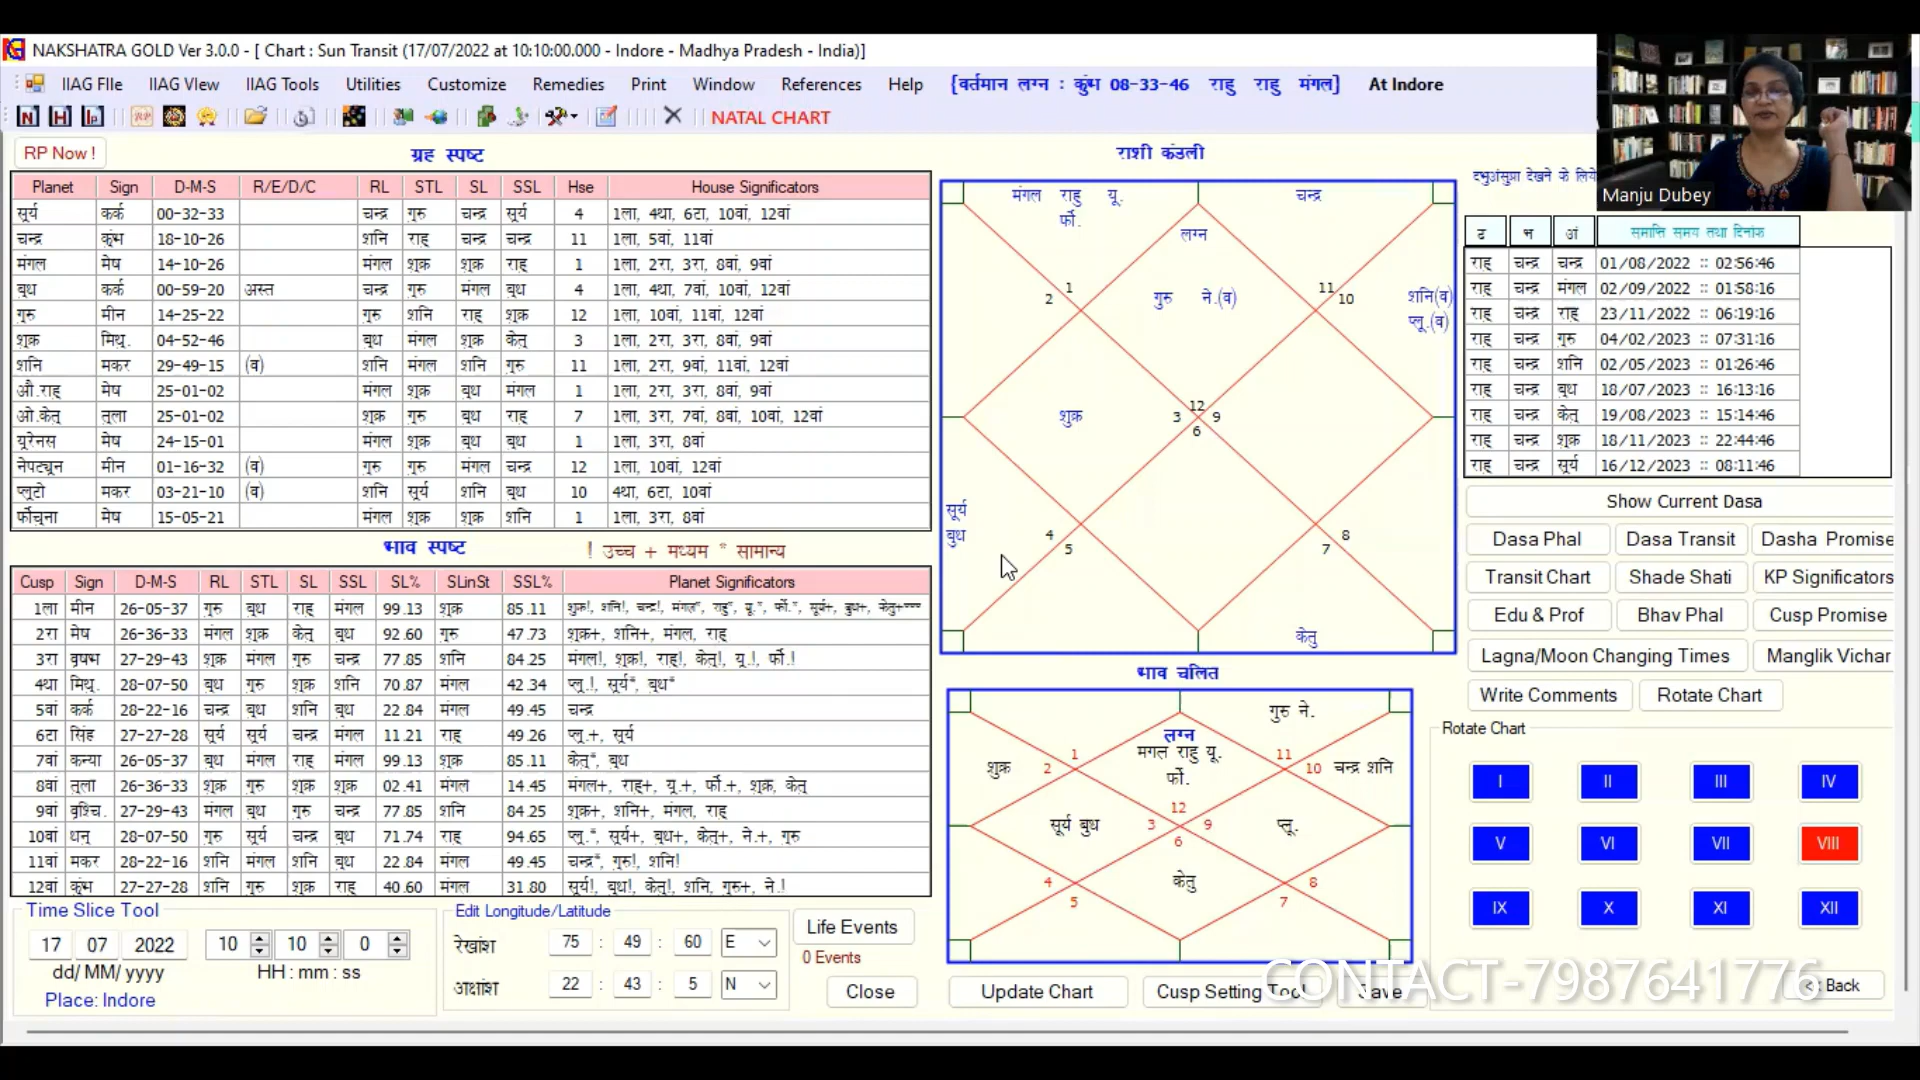 NAKSHATRA GOLD Ver 3.0.0 - [ Chart : Sun Transit (17/07/2022 at 10:10:00.000 - Indore - Madhya Pradesh - India)]
IIAG FIle IIAG VIew IIAG Tools Utilities Customize Remedies Print Window References Help {वर्तमान लग्न : कुंभ 08-33-46 राहु राहु मंगल] At Indore
NATAL CHART
Manju Dubey
RP Now !
ग्रह स्पष्ट
Planet Sign D-M-S R/E/D/C RL STL SL SSL Hse House Significators
सूर्य कर्क 00-32-33 चन्द्र गुरु चन्द्र सूर्य 4 1ला, 4था, 6टा, 10वां, 12वां
चन्द्र कुंभ 18-10-26 शनि राहु चन्द्र चन्द्र 11 1ला, 5वां, 11वां
मंगल मेष 14-10-26 मंगल शुक्र शुक्र राहु 1 1ला, 2रा, 3रा, 8वां, 9वां
बुध कर्क 00-59-20 अस्त चन्द्र गुरु मंगल बुध 4 1ला, 4था, 7वां, 10वां, 12वां
गुरु मीन 14-25-22 गुरु शनि राहु शुक्र 12 1ला, 10वां, 11वां, 12वां
शुक्र मिथु. 04-52-46 बुध मंगल शुक्र केतु 3 1ला, 2रा, 3रा, 8वां, 9वां
शनि मकर 29-49-15 (व) शनि मंगल शनि गुरु 11 1ला, 2रा, 9वां, 11वां, 12वां
औ.राहु मेष 25-01-02 मंगल शुक्र बुध मंगल 1 1ला, 2रा, 3रा, 8वां, 9वां
ओ.केतु तुला 25-01-02 शुक्र गुरु बुध राहु 7 1ला, 3रा, 7वां, 8वां, 10वां, 12वां
यूरेनस मेष 24-15-01 मंगल शुक्र बुध बुध 1 1ला, 3रा, 8वां
नेपट्यून मीन 01-16-32 (व) गुरु गुरु मंगल चन्द्र 12 1ला, 10वां, 12वां
प्लूटो मकर 03-21-10 (व) शनि सूर्य शनि बुध 10 4था, 6टा, 10वां
फॉर्चुना मेष 15-05-21 मंगल शुक्र शुक्र शनि 1 1ला, 3रा, 8वां
भाव स्पष्ट ! उच्च + मध्यम * सामान्य
Cusp Sign D-M-S RL STL SL SSL SL% SLinSt SSL% Planet Significators
1ला मीन 26-05-37 गुरु बुध राहु मंगल 99.13 शुक्र 85.11 शुक्र!, शनि!, चन्द्र!, मंगल*, राहु*, यू.*, फॉ.*, सूर्य+, बुध+, केतु+
2रा मेष 26-36-33 मंगल शुक्र केतु बुध 92.60 गुरु 47.73 शुक्र+, शनि+, मंगल, राहु
3रा वृषभ 27-29-43 शुक्र मंगल गुरु चन्द्र 77.85 शनि 84.25 मंगल!, शुक्र!, राहु!, केतु!, यू.!, फॉ.!
4था मिथु. 28-07-50 बुध गुरु शुक्र शनि 70.87 मंगल 42.34 प्लू.!, सूर्य*, बुध*
5वां कर्क 28-22-16 चन्द्र बुध शनि बुध 22.84 मंगल 49.45 चन्द्र
6टा सिंह 27-27-28 सूर्य सूर्य चन्द्र मंगल 11.21 राहु 49.26 प्लू.+, सूर्य
7वां कन्या 26-05-37 बुध मंगल राहु मंगल 99.13 शुक्र 85.11 केतु*, बुध
8वां तुला 26-36-33 शुक्र गुरु शुक्र शुक्र 02.41 मंगल 14.45 मंगल+, राहु+, यू.+, फॉ.+, शुक्र, केतु
9वां वृश्चि. 27-29-43 मंगल बुध गुरु चन्द्र 77.85 शनि 84.25 शुक्र+, शनि+, मंगल, राहु
10वां धनु 28-07-50 गुरु सूर्य चन्द्र बुध 71.74 राहु 94.65 प्लू.*, सूर्य+, बुध+, केतु+, ने.+, गुरु
11वां मकर 28-22-16 शनि मंगल शनि बुध 22.84 मंगल 49.45 चन्द्र*, गुरु!, शनि!
12वां कुंभ 27-27-28 शनि गुरु शुक्र राहु 40.60 मंगल 31.80 सूर्य!, बुध!, केतु!, शनि, गुरु+, ने.!
राशी कंडली
मंगल राहु यू. चन्द्र
फॉ.
लग्न
1 11
2 गुरु ने.(व) 10 शनि(व)
प्लू.(व)
12
शुक्र 3 9
6
सूर्य
बुध 4 8
5 7
केतु
भाव चलित
गुरु ने.
लग्न
मगल राहु यू.
1 11
शुक्र 2 फॉ. 10 चन्द्र शनि
12
सूर्य बुध 3 9 प्लू.
6
4 केतु 8
5 7
द भु अं समाप्ति समय तथा दिनांक
राहु चन्द्र चन्द्र 01/08/2022 :: 02:56:46
राहु चन्द्र मंगल 02/09/2022 :: 01:58:16
राहु चन्द्र राहु 23/11/2022 :: 06:19:16
राहु चन्द्र गुरु 04/02/2023 :: 07:31:16
राहु चन्द्र शनि 02/05/2023 :: 01:26:46
राहु चन्द्र बुध 18/07/2023 :: 16:13:16
राहु चन्द्र केतु 19/08/2023 :: 15:14:46
राहु चन्द्र शुक्र 18/11/2023 :: 22:44:46
राहु चन्द्र सूर्य 16/12/2023 :: 08:11:46
Show Current Dasa
Dasa Phal Dasa Transit Dasha Promise
Transit Chart Shade Shati KP Significators
Edu & Prof Bhav Phal Cusp Promise
Lagna/Moon Changing Times Manglik Vichar
Write Comments Rotate Chart
Rotate Chart
I II III IV
V VI VII VIII
IX X XI XII
Time Slice Tool
17 07 2022 10 10 0
dd/ MM/ yyyy HH : mm : ss
Place: Indore
Edit Longitude/Latitude
रेखांश 75 : 49 : 60 E
आक्षांश 22 : 43 : 5 N
Life Events
0 Events
Close Update Chart Cusp Setting Tool Save << Back
CONTACT-7987641776